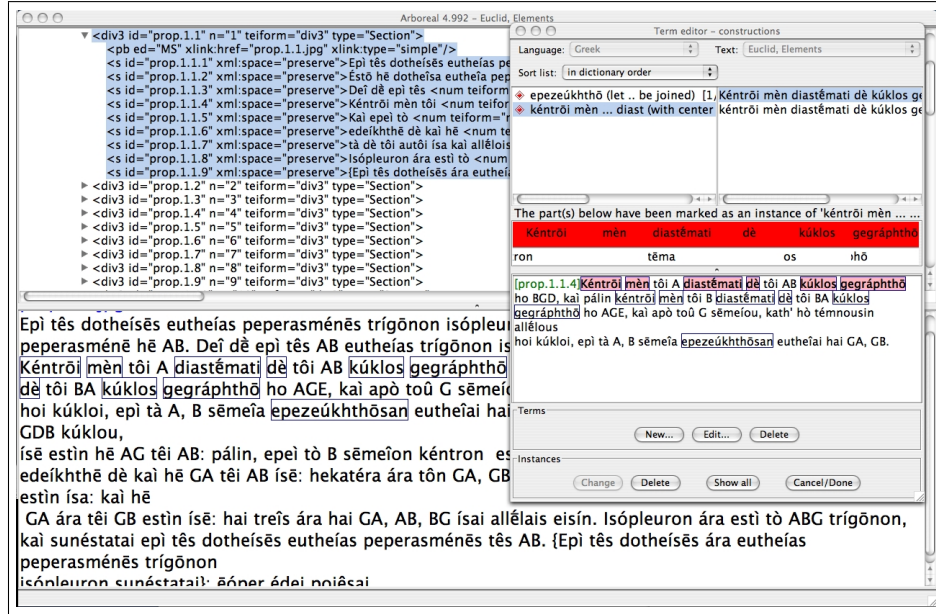 Arboreal 4.992 – Euclid, Elements
▼ <div3 id="prop.1.1" n="1" teiform="div3" type="Section">
<pb ed="MS" xlink:href="prop.1.1.jpg" xlink:type="simple"/>
<s id="prop.1.1.1" xml:space="preserve">Epì tês dotheísēs eutheías pe
<s id="prop.1.1.2" xml:space="preserve">Éstō hē dotheîsa eutheîa pep
<s id="prop.1.1.3" xml:space="preserve">Deî dḕ epì tês <num teiform=
<s id="prop.1.1.4" xml:space="preserve">Kéntrōi mèn tôi <num teifor
<s id="prop.1.1.5" xml:space="preserve">Kaì epeì tò <num teiform="
<s id="prop.1.1.6" xml:space="preserve">edeíkhthē dè kaì hē <num te
<s id="prop.1.1.7" xml:space="preserve">tà dè tôi autôi ísa kaì allḗlois
<s id="prop.1.1.8" xml:space="preserve">Isópleuron ára estì tò <num
<s id="prop.1.1.9" xml:space="preserve">{Epì tês dotheísēs ára eutheí
▶ <div3 id="prop.1.2" n="2" teiform="div3" type="Section">
▶ <div3 id="prop.1.3" n="3" teiform="div3" type="Section">
▶ <div3 id="prop.1.4" n="4" teiform="div3" type="Section">
▶ <div3 id="prop.1.5" n="5" teiform="div3" type="Section">
▶ <div3 id="prop.1.6" n="6" teiform="div3" type="Section">
▶ <div3 id="prop.1.7" n="7" teiform="div3" type="Section">
▶ <div3 id="prop.1.8" n="8" teiform="div3" type="Section">
▶ <div3 id="prop.1.9" n="9" teiform="div3" type="Section">
Epì tês dotheísēs eutheías peperasménēs trígōnon isópleur
peperasménē hē AB. Deî dḕ epì tês AB eutheías trígōnon is
Kéntrōi mèn tôi A diastḗmati dè tôi AB kúklos gegráphthō
dè tôi BA kúklos gegráphthō ho AGE, kaì apò toû G sēmeíο
hoi kúkloi, epì tà A, B sēmeîa epezeúkhthōsan eutheîai hai
GDB kúklou,
ísē estìn hē AG têi AB: pálin, epeì tò B sēmeîon kéntron es
edeíkhthē dè kaì hē GA têi AB ísē: hekatéra ára tôn GA, GB
estìn ísa: kaì hē
GA ára têi GB estìn ísē: hai treîs ára hai GA, AB, BG ísai allḗlais eisín. Isópleuron ára estì tò ABG trígōnon,
kaì sunéstatai epì tês dotheísēs eutheías peperasménēs tês AB. {Epì tês dotheísēs ára eutheías
peperasménēs trígōnon
isópleuron sunéstatai}: hóper édei poiêsai
Term editor – constructions
Language: Greek Text: Euclid, Elements
Sort list: in dictionary order
epezeúkhthō (let .. be joined) [1, Kéntrōi mèn diastḗmati dè kúklos ge
kéntrōi mèn ... diast (with center kéntrōi mèn diastḗmati dè kúklos ge
The part(s) below have been marked as an instance of 'kéntrōi mèn ... ...
Kéntrōi mèn diastḗmati dè kúklos gegráphthō
ron tēma os
[prop.1.1.4]Kéntrōi mèn tôi A diastḗmati dè tôi AB kúklos gegráphthō
ho BGD, kaì pálin kéntrōi mèn tôi B diastḗmati dè tôi BA kúklos
gegráphthō ho AGE, kaì apò toû G sēmeíou, kath' hò témnousin
allḗlous
hoi kúkloi, epì tà A, B sēmeîa epezeúkhthōsan eutheîai hai GA, GB.
Terms
New... Edit... Delete
Instances
Change Delete Show all Cancel/Done